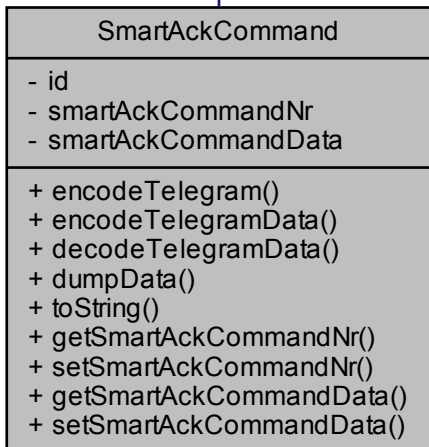 SmartAckCommand
- id
- smartAckCommandNr
- smartAckCommandData
+ encodeTelegram()
+ encodeTelegramData()
+ decodeTelegramData()
+ dumpData()
+ toString()
+ getSmartAckCommandNr()
+ setSmartAckCommandNr()
+ getSmartAckCommandData()
+ setSmartAckCommandData()